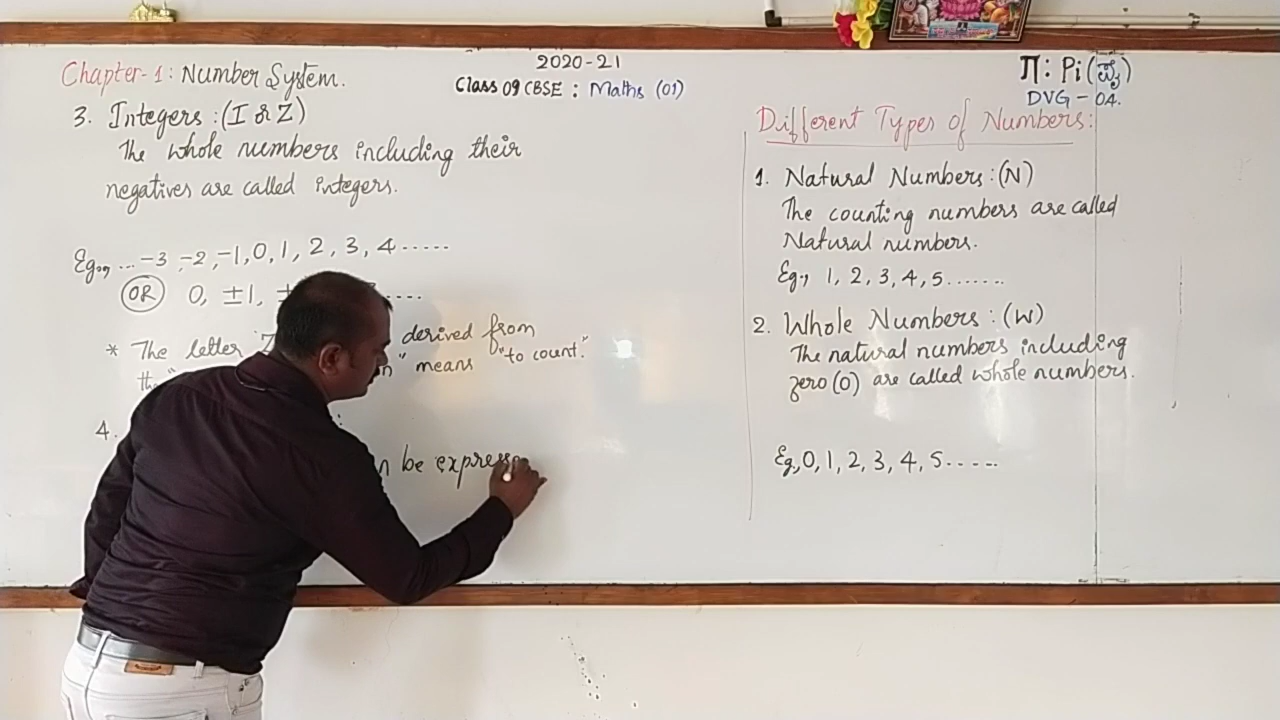 2020-21
Class 09 CBSE : Maths (01)
Π: Pi (ಪೈ)
DVG - 04.
Chapter-1: Number System.
3. Integers :(I or Z)
The whole numbers including their
negatives are called integers.
Eg., ... -3, -2, -1, 0, 1, 2, 3, 4 .....
OR 0, ±1,
* The letter Z derived from
the " means "to count."
4.
be express
Different Types of Numbers:
1. Natural Numbers:(N)
The counting numbers are called
Natural numbers.
Eg., 1, 2, 3, 4, 5.......
2. Whole Numbers:(W)
The natural numbers including
zero (0) are called whole numbers.
Eg., 0, 1, 2, 3, 4, 5.....